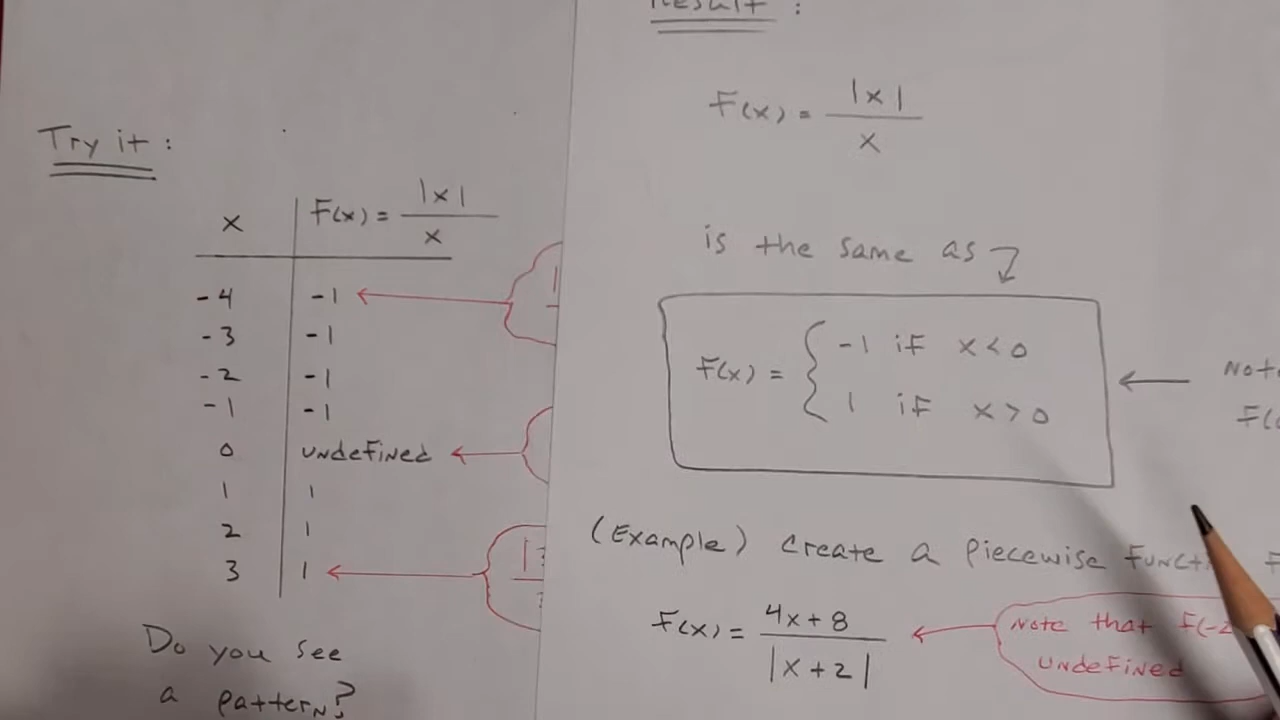 Try it:
x F(x) = |x| / x
-4 -1
-3 -1
-2 -1
-1 -1
0 undefined
1 1
2 1
3 1
Do you see
a pattern?
Result:
F(x) = |x| / x
is the same as
F(x) = { -1 if x < 0
1 if x > 0
(Example) create a piecewise
F(x) = 4x + 8 / |x + 2|
Note that
undefined